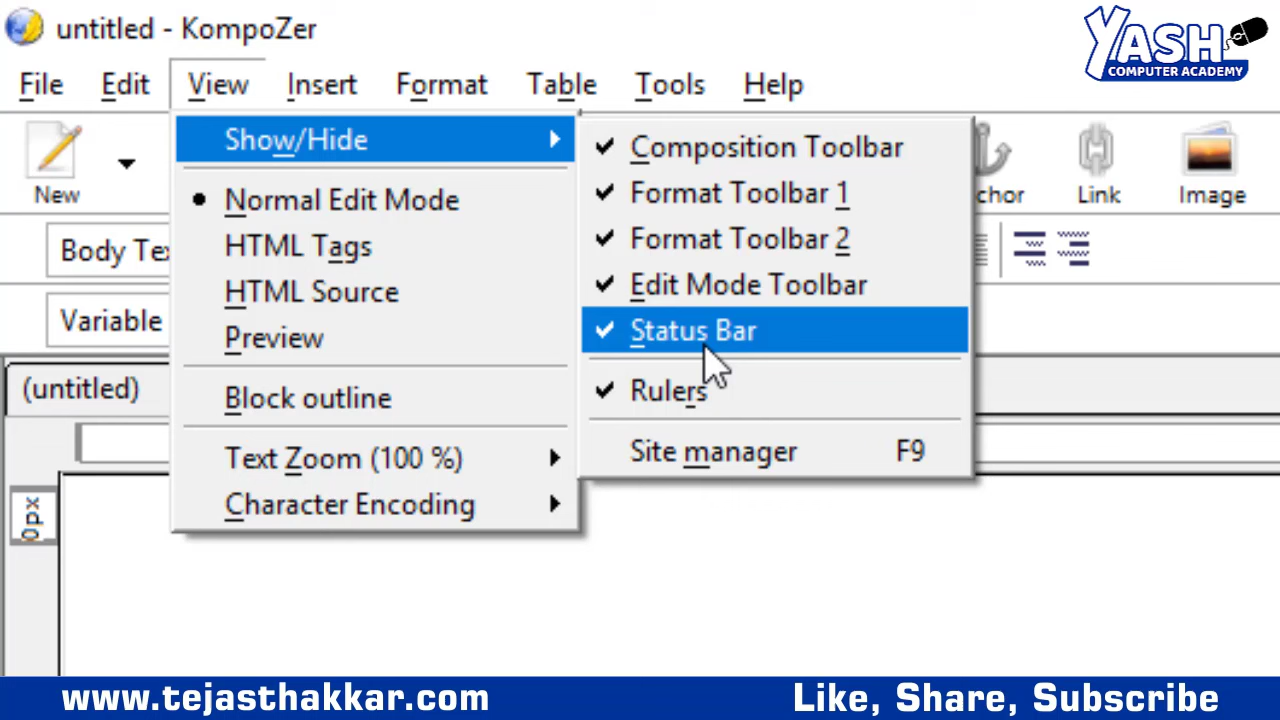 untitled - KompoZer
YASH
COMPUTER ACADEMY
File Edit View Insert Format Table Tools Help
New
Show/Hide
Normal Edit Mode
HTML Tags
HTML Source
Preview
Block outline
Text Zoom (100 %)
Character Encoding
Composition Toolbar
Format Toolbar 1
Format Toolbar 2
Edit Mode Toolbar
Status Bar
Rulers
Site manager F9
chor Link Image
Body Te
Variable
(untitled)
0px
www.tejasthakkar.com
Like, Share, Subscribe